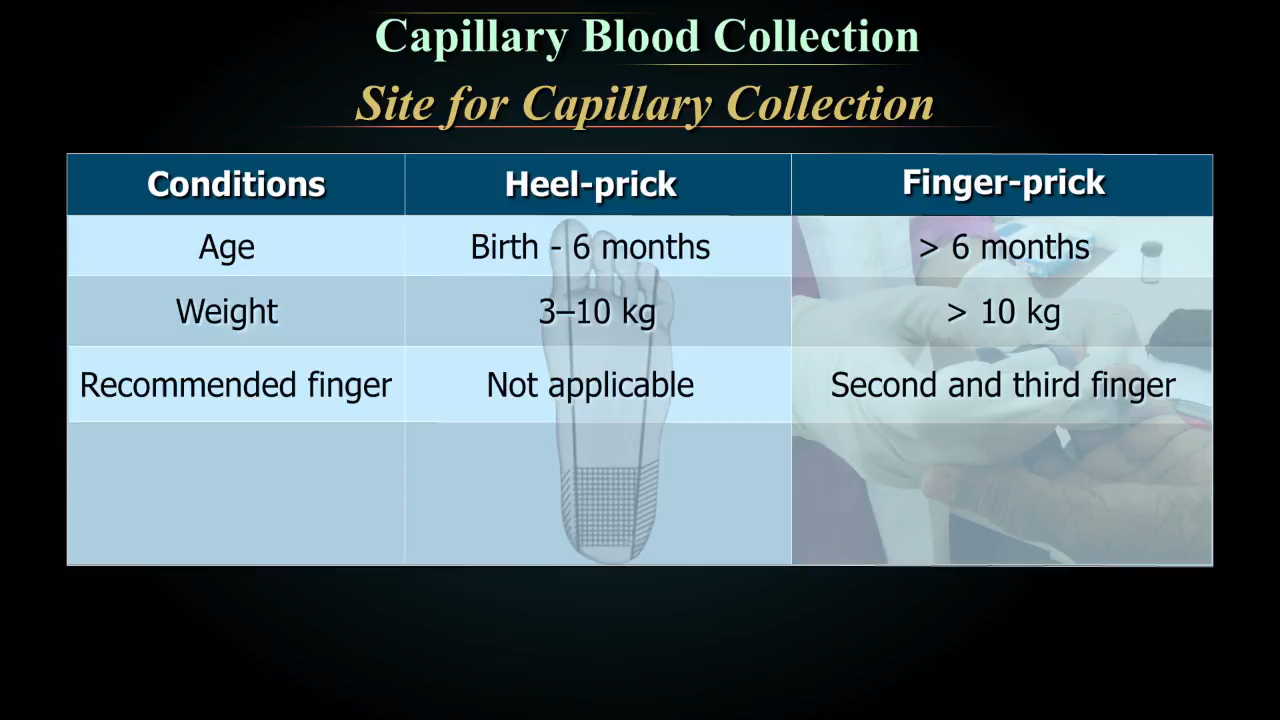 Capillary Blood Collection
Site for Capillary Collection
Conditions Heel-prick Finger-prick
Age Birth - 6 months > 6 months
Weight 3–10 kg > 10 kg
Recommended finger Not applicable Second and third finger